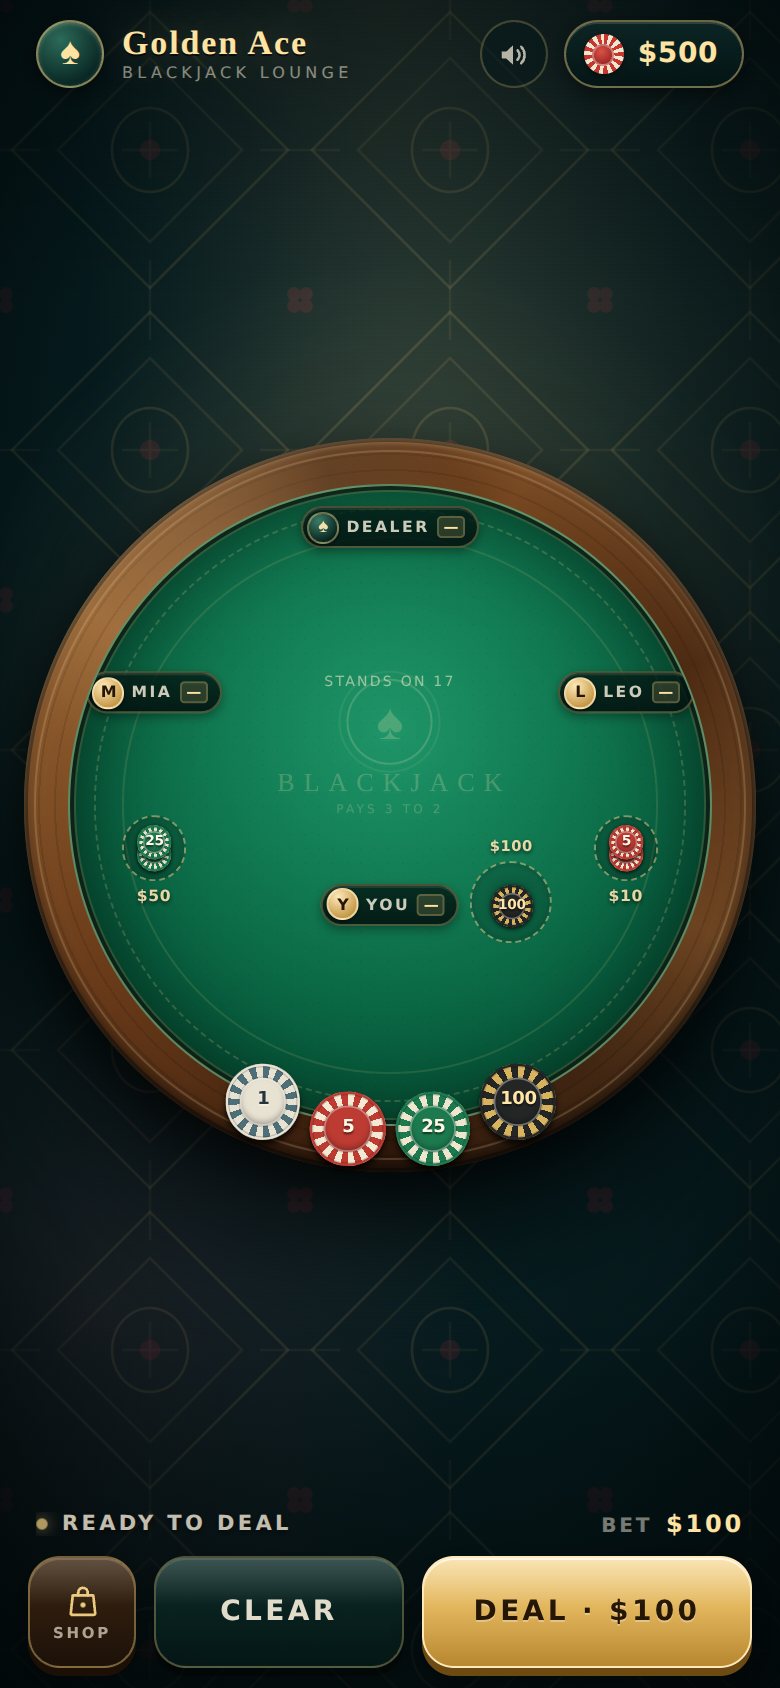 Golden Ace
BLACKJACK LOUNGE
$500
DEALER —
M MIA —
STANDS ON 17
L LEO —
BLACKJACK
PAYS 3 TO 2
25
$50
$100
5
$10
Y YOU —
100
1
5
25
100
READY TO DEAL
BET $100
SHOP
CLEAR
DEAL · $100